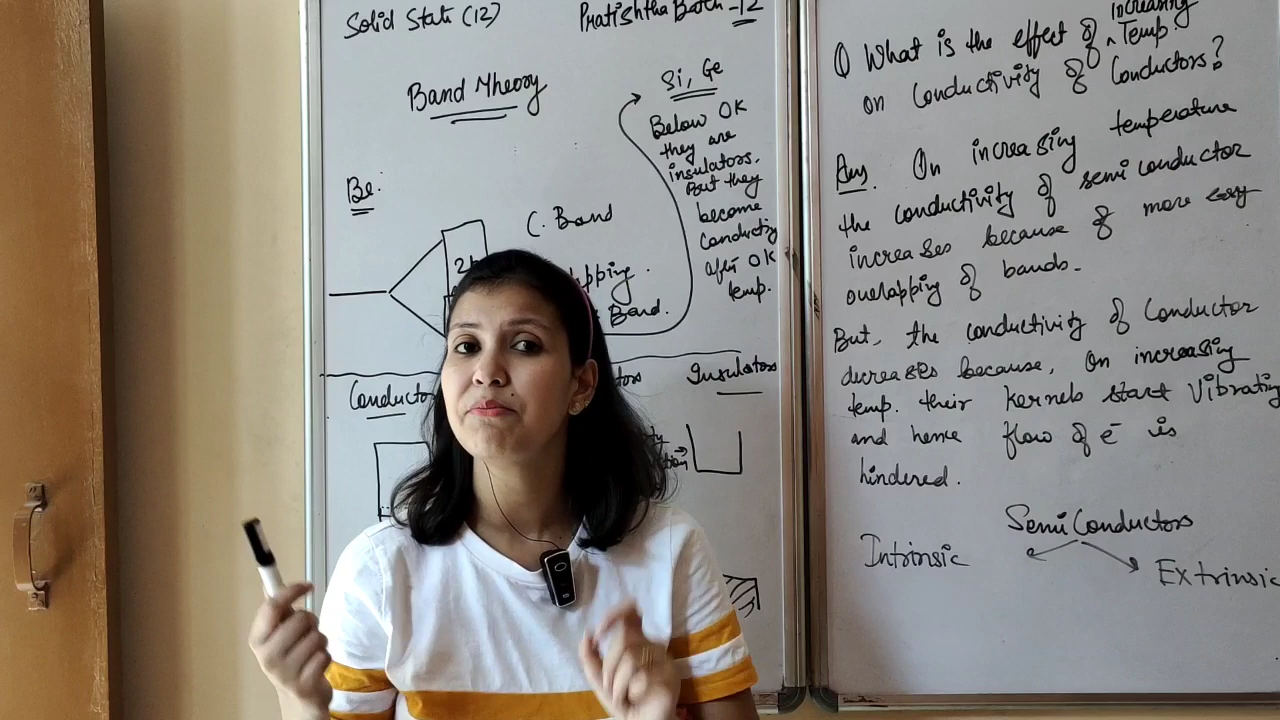 Solid State (12)
Pratishtha Batch -12
Band Theory
Si, Ge
Below 0K
they are
insulators.
But they
become
Conducting
after 0K
temp.
Be:
C. Band
pping.
Band.
Conductor
tors
Insulators
Q What is the effect of increasing Temp.
on Conductivity of Conductors?
Ans. On increasing temperature
the conductivity of semi conductor
increases because of more easy
overlapping of bands.
But, the conductivity of Conductor
decreases because, On increasing
temp. their kernels start Vibrating
and hence flow of e- is
hindered.
Semi Conductors
Intrinsic
Extrinsic